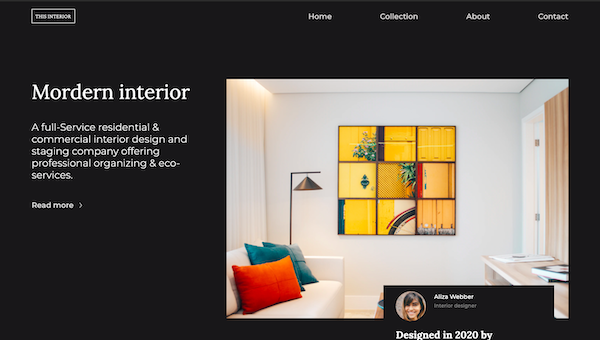 THIS INTERIOR
Home
Collection
About
Contact
Mordern interior
A full-Service residential &
commercial interior design and
staging company offering
professional organizing & eco-
services.
Read more
Aliza Webber
Interior designer
Designed in 2020 by